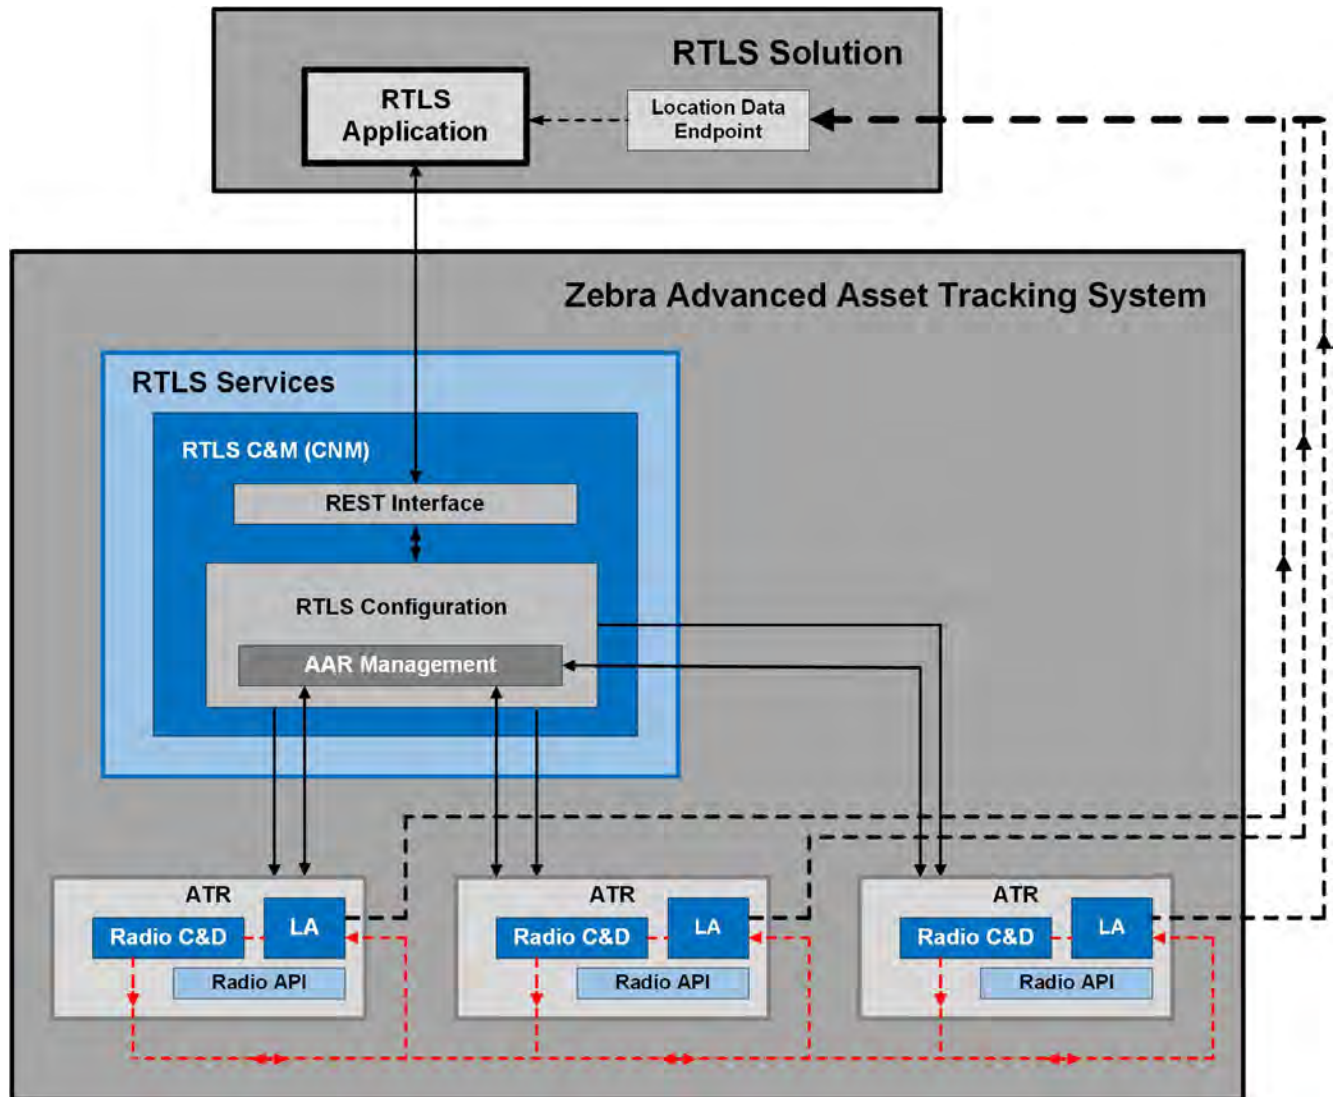 RTLS Solution
RTLS
Application
Location Data
Endpoint
Zebra Advanced Asset Tracking System
RTLS Services
RTLS C&M (CNM)
REST Interface
RTLS Configuration
AAR Management
ATR
Radio C&D
LA
Radio API
ATR
Radio C&D
LA
Radio API
ATR
Radio C&D
LA
Radio API